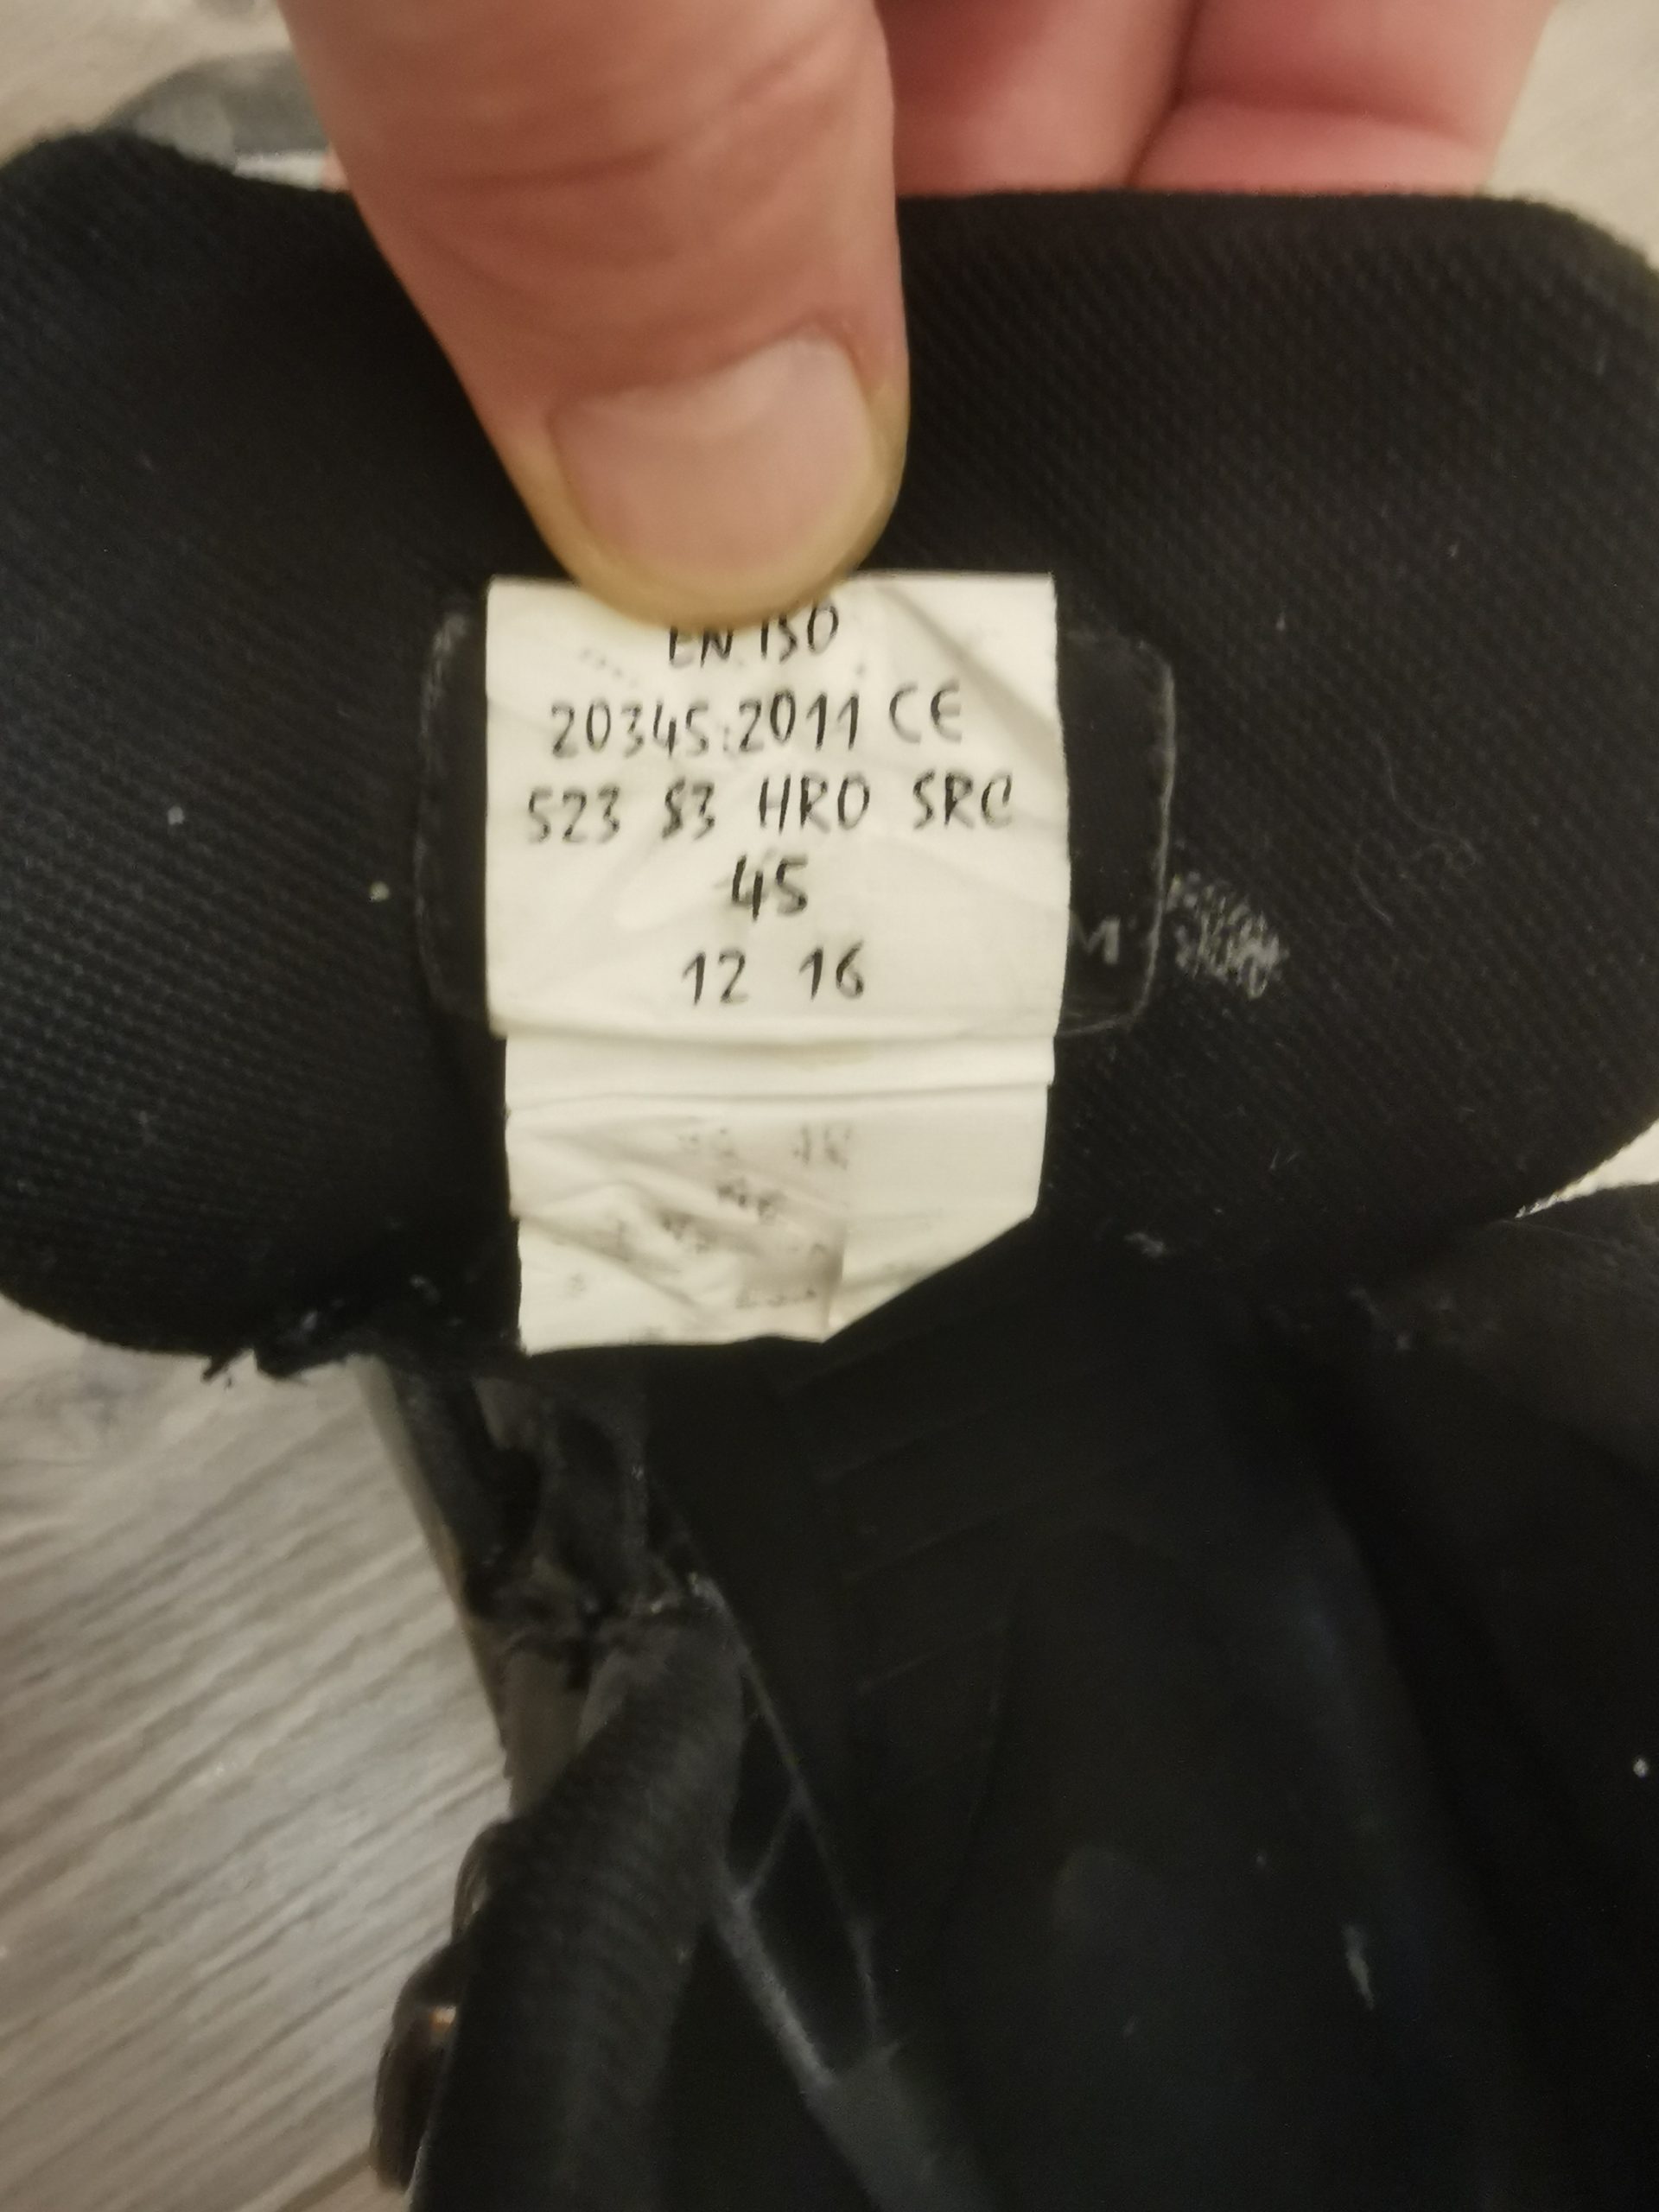 EN ISO
20345:2011 CE
523 S3 HRO SRC
45
12 16